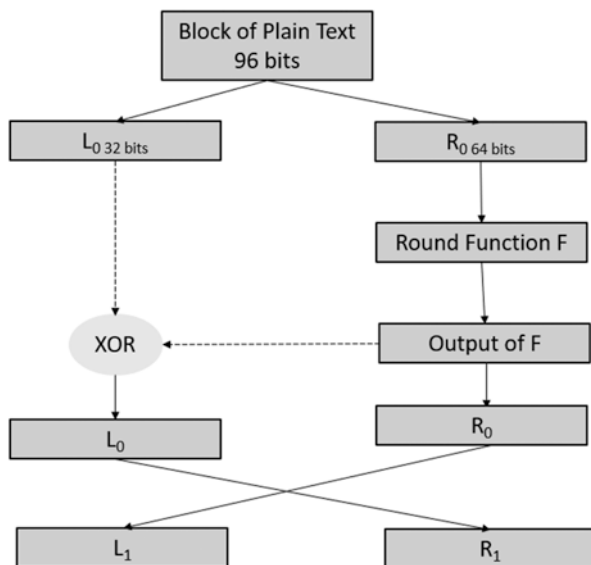 Block of Plain Text
96 bits
L₀ 32 bits
R₀ 64 bits
Round Function F
XOR
Output of F
L₀
R₀
L₁
R₁